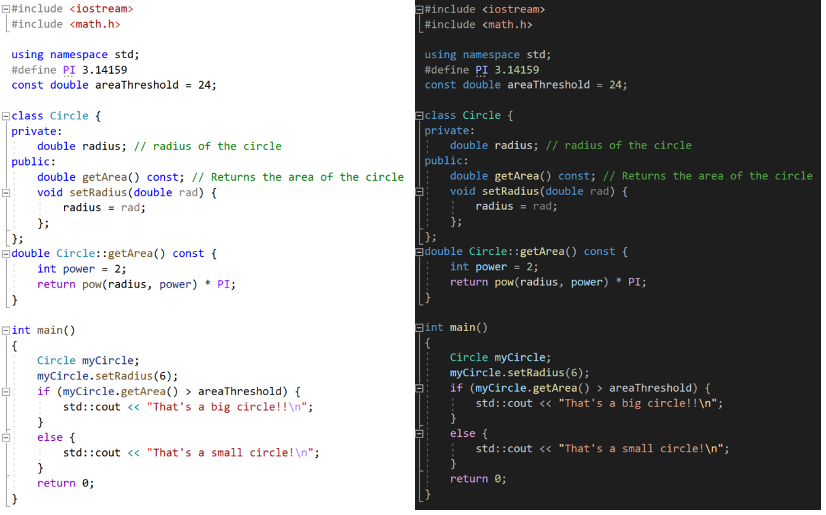 #include <iostream>
#include <math.h>
using namespace std;
#define PI 3.14159
const double areaThreshold = 24;
class Circle {
private:
    double radius; // radius of the circle
public:
    double getArea() const; // Returns the area of the circle
    void setRadius(double rad) {
        radius = rad;
    };
};
double Circle::getArea() const {
    int power = 2;
    return pow(radius, power) * PI;
}
int main()
{
    Circle myCircle;
    myCircle.setRadius(6);
    if (myCircle.getArea() > areaThreshold) {
        std::cout << "That's a big circle!!\n";
    }
    else {
        std::cout << "That's a small circle!\n";
    }
    return 0;
}
#include <iostream>
#include <math.h>
using namespace std;
#define PI 3.14159
const double areaThreshold = 24;
class Circle {
private:
    double radius; // radius of the circle
public:
    double getArea() const; // Returns the area of the circle
    void setRadius(double rad) {
        radius = rad;
    };
};
double Circle::getArea() const {
    int power = 2;
    return pow(radius, power) * PI;
}
int main()
{
    Circle myCircle;
    myCircle.setRadius(6);
    if (myCircle.getArea() > areaThreshold) {
        std::cout << "That's a big circle!!\n";
    }
    else {
        std::cout << "That's a small circle!\n";
    }
    return 0;
}